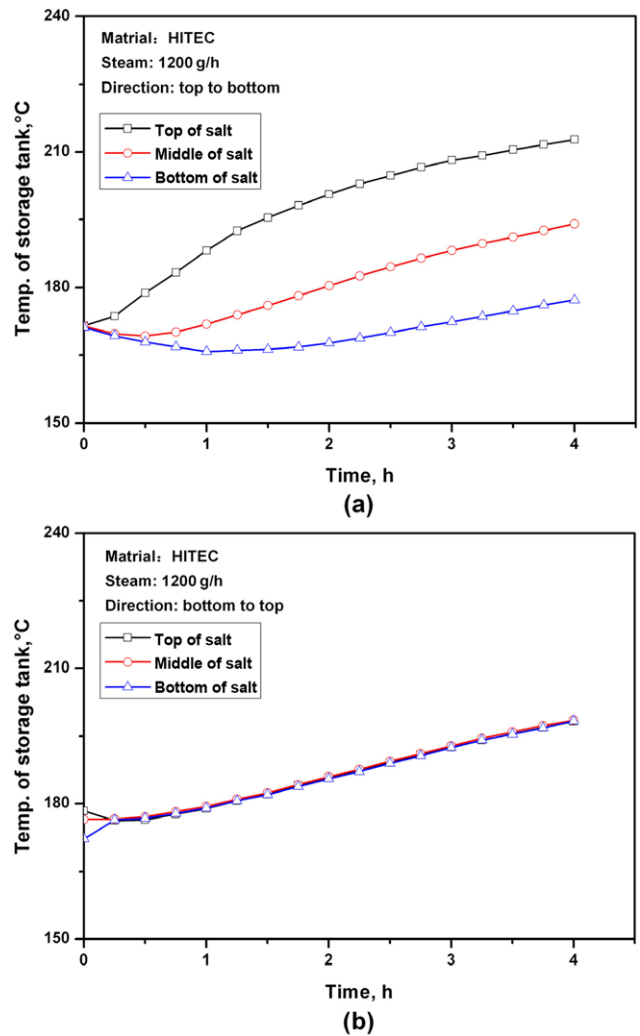 240
Matrial: HITEC
Steam: 1200 g/h
Direction: top to bottom
Top of salt
Middle of salt
Bottom of salt
210
180
150
Temp. of storage tank,°C
0 1 2 3 4
Time, h
(a)
240
Matrial: HITEC
Steam: 1200 g/h
Direction: bottom to top
Top of salt
Middle of salt
Bottom of salt
210
180
150
Temp. of storage tank,°C
0 1 2 3 4
Time, h
(b)